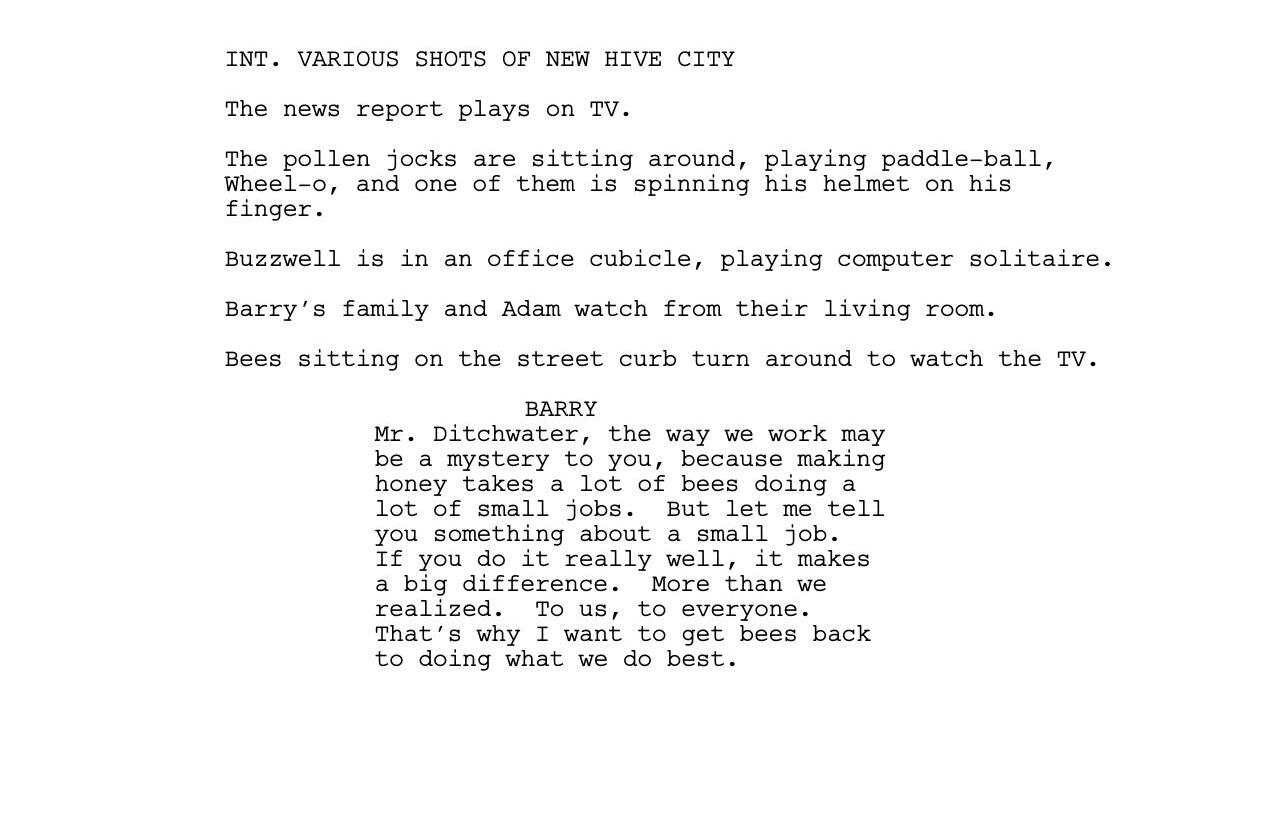 INT. VARIOUS SHOTS OF NEW HIVE CITY
The news report plays on TV.
The pollen jocks are sitting around, playing paddle-ball,
Wheel-o, and one of them is spinning his helmet on his
finger.
Buzzwell is in an office cubicle, playing computer solitaire.
Barry's family and Adam watch from their living room.
Bees sitting on the street curb turn around to watch the TV.
BARRY
Mr. Ditchwater, the way we work may
be a mystery to you, because making
honey takes a lot of bees doing a
lot of small jobs.  But let me tell
you something about a small job.
If you do it really well, it makes
a big difference.  More than we
realized.  To us, to everyone.
That's why I want to get bees back
to doing what we do best.